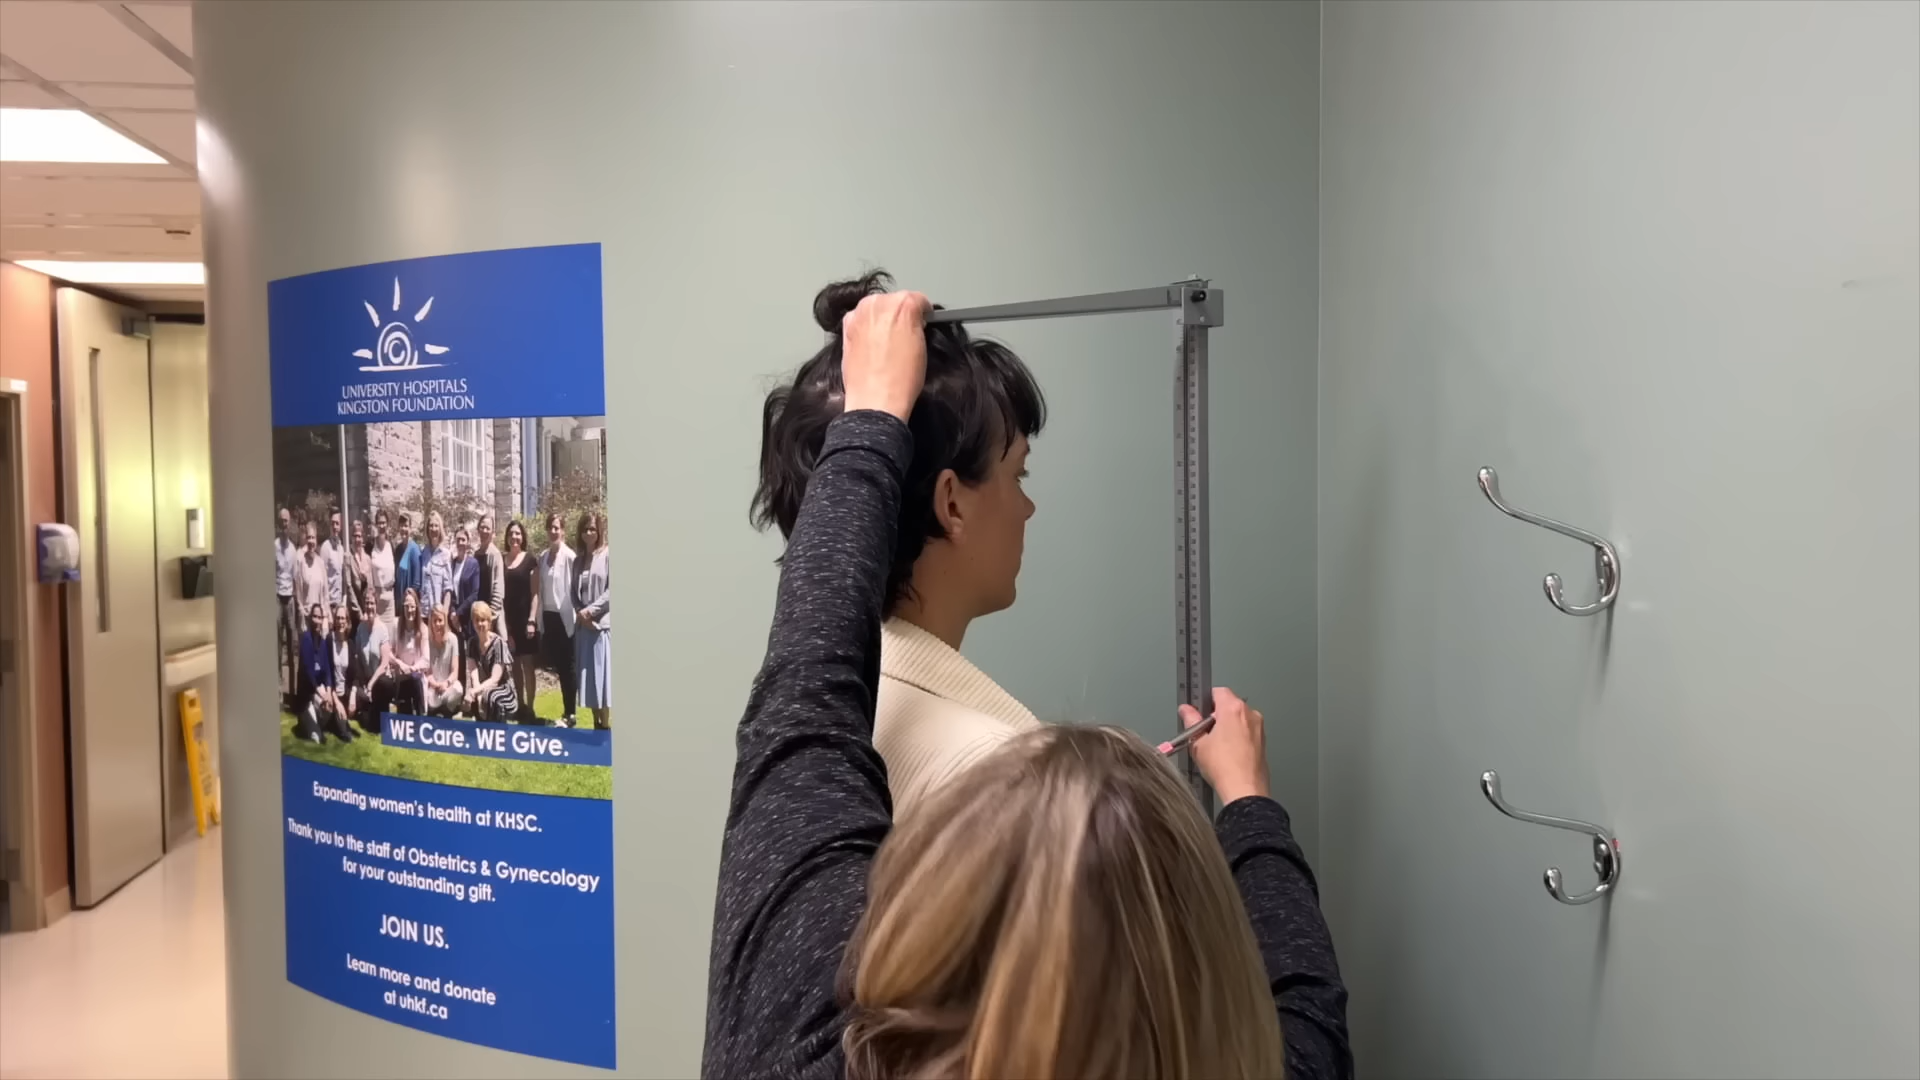 UNIVERSITY HOSPITALS
KINGSTON FOUNDATION
WE Care. WE Give.
Expanding women's health at KHSC.
Thank you to the staff of Obstetrics & Gynecology
for your outstanding gift.
JOIN US.
Learn more and donate
at uhkf.ca